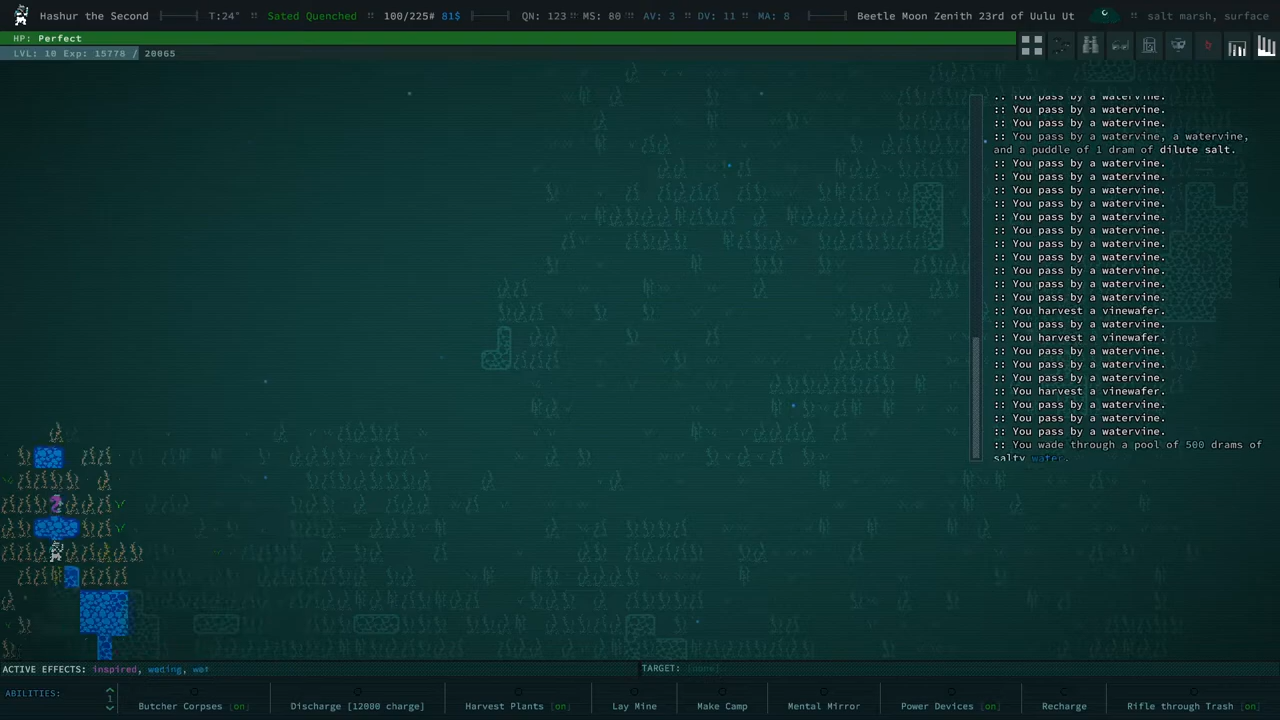 Hashur the Second T:24° Sated Quenched 100/225# 81$ QN: 123 MS: 80 AV: 3 DV: 11 MA: 8 Beetle Moon Zenith 23rd of Uulu Ut salt marsh, surface
HP: Perfect
LVL: 10 Exp: 15778 / 20065
:: You pass by a watervine.
:: You pass by a watervine.
:: You pass by a watervine.
:: You pass by a watervine, a watervine,
and a puddle of 1 dram of dilute salt.
:: You pass by a watervine.
:: You pass by a watervine.
:: You pass by a watervine.
:: You pass by a watervine.
:: You pass by a watervine.
:: You pass by a watervine.
:: You pass by a watervine.
:: You pass by a watervine.
:: You pass by a watervine.
:: You pass by a watervine.
:: You pass by a watervine.
:: You harvest a vinewafer.
:: You pass by a watervine.
:: You harvest a vinewafer.
:: You pass by a watervine.
:: You pass by a watervine.
:: You pass by a watervine.
:: You harvest a vinewafer.
:: You pass by a watervine.
:: You pass by a watervine.
:: You pass by a watervine.
:: You wade through a pool of 500 drams of
salty water.
ACTIVE EFFECTS: inspired, wading, wet TARGET: [none]
ABILITIES: 1 Butcher Corpses [on] Discharge [12000 charge] Harvest Plants [on] Lay Mine Make Camp Mental Mirror Power Devices [on] Recharge Rifle through Trash [on]